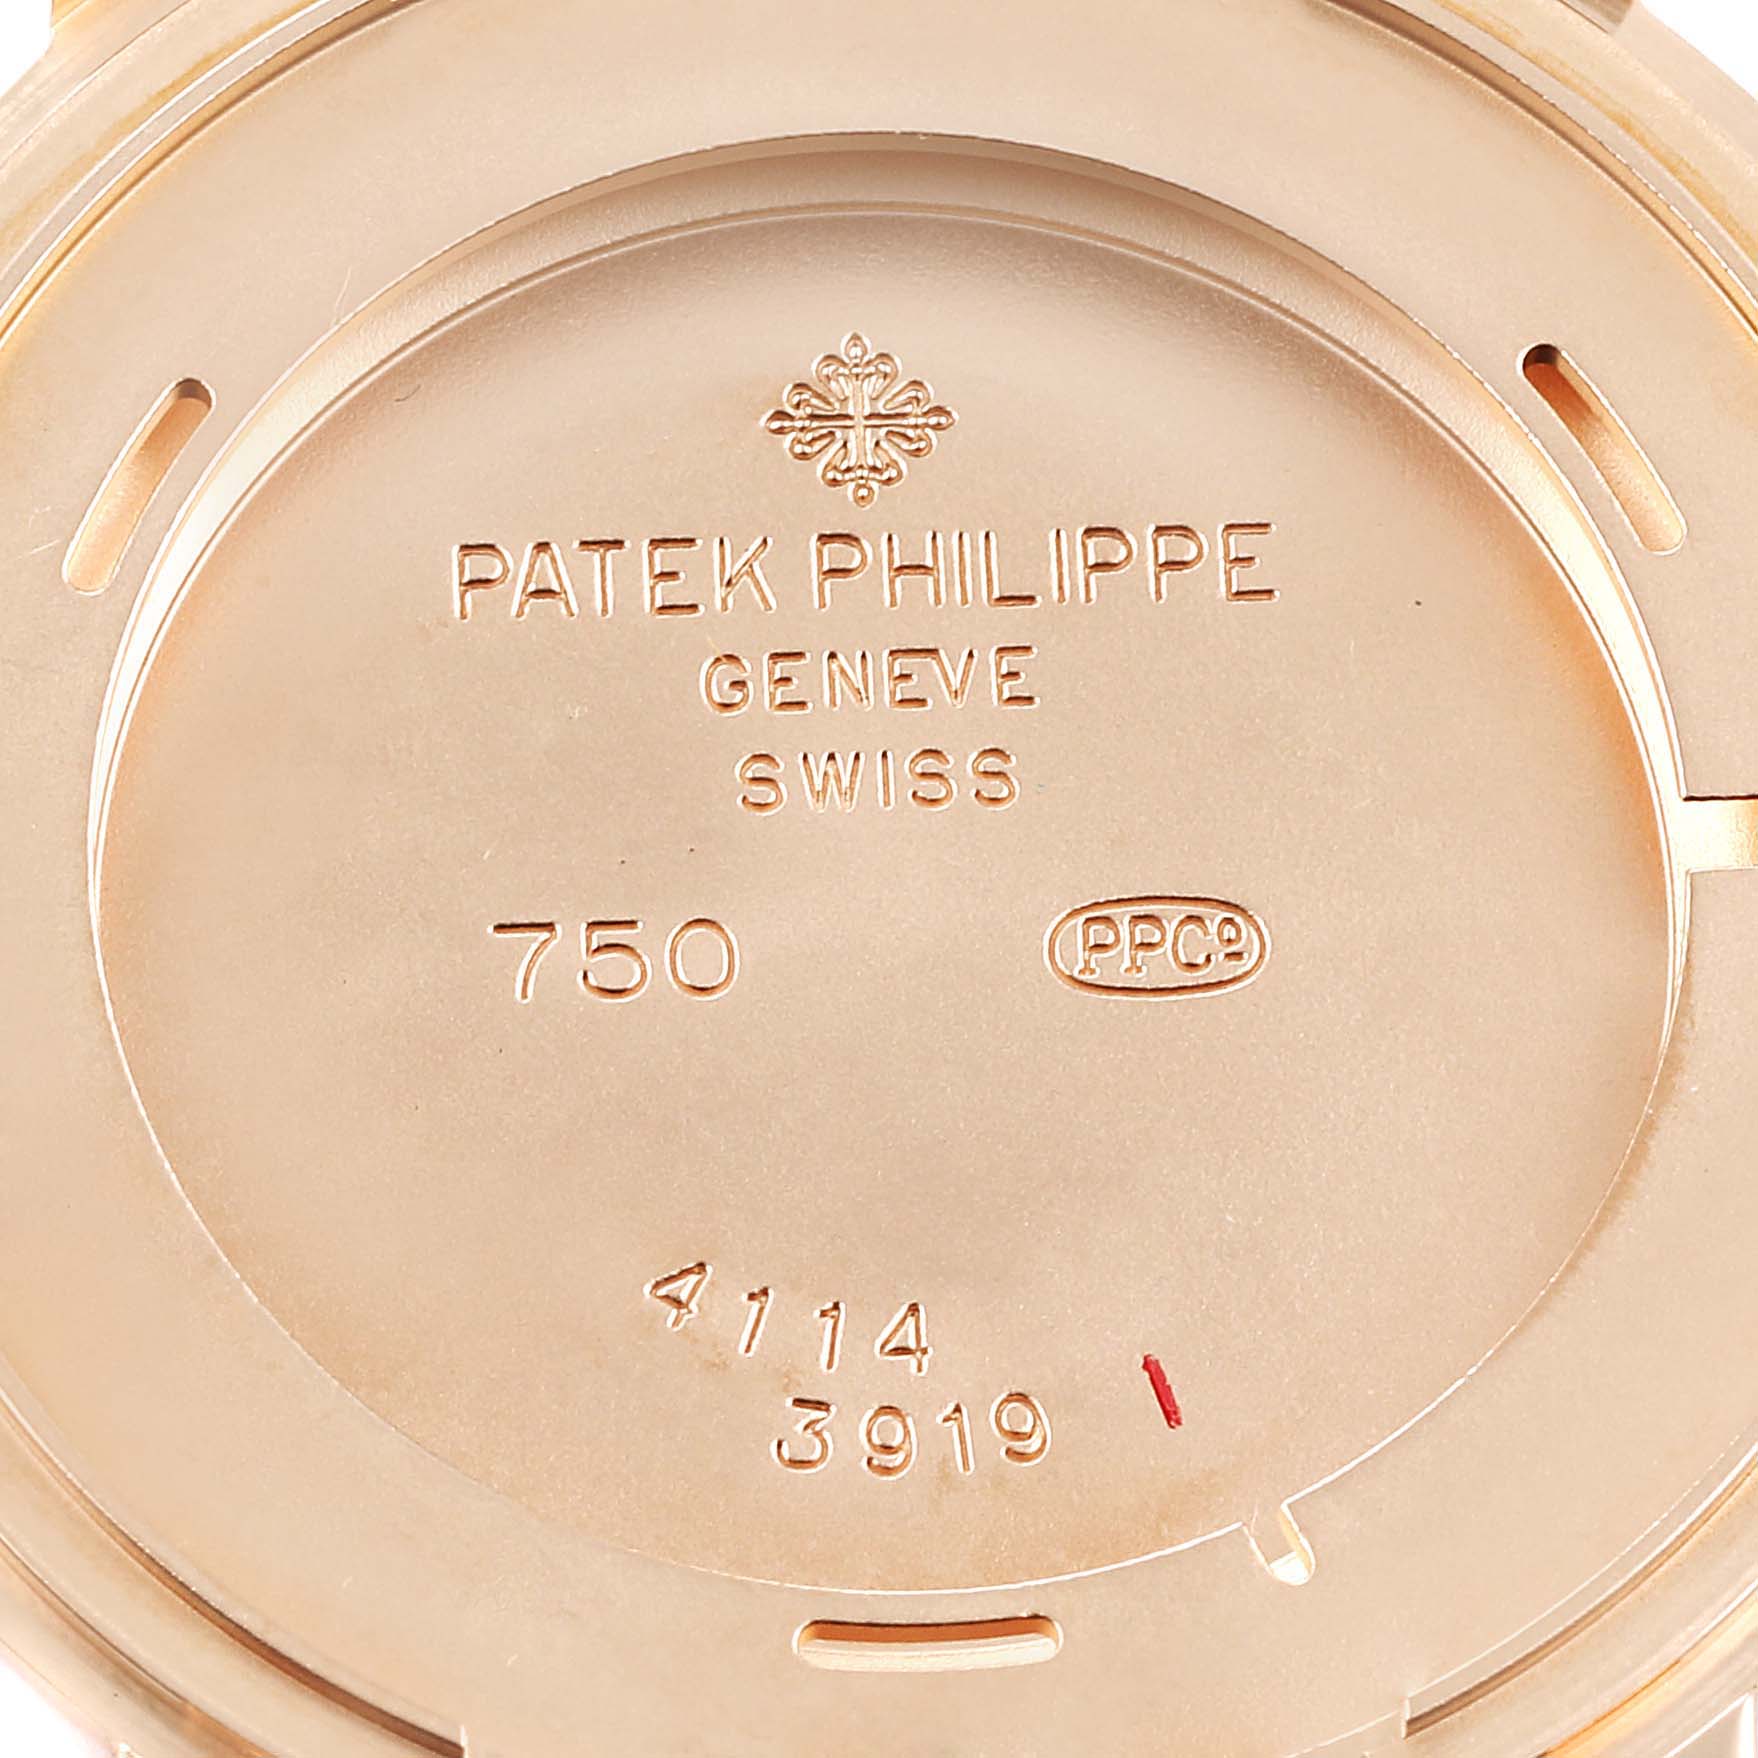 PATEK PHILIPPE
GENEVE
SWISS
750 PPCº
4114
3919